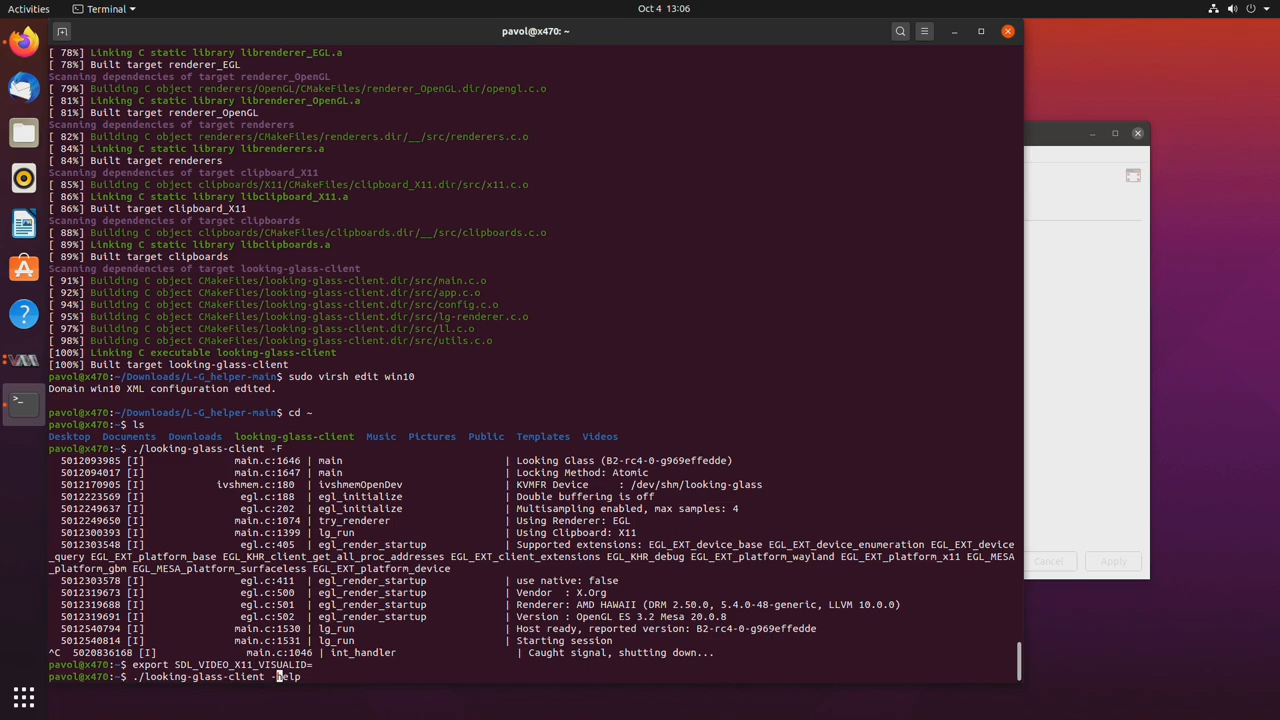 Activities
Terminal
Oct 4 13:06
pavol@x470: ~
[ 78%] Linking C static library librenderer_EGL.a
[ 78%] Built target renderer_EGL
Scanning dependencies of target renderer_OpenGL
[ 79%] Building C object renderers/OpenGL/CMakeFiles/renderer_OpenGL.dir/opengl.c.o
[ 81%] Linking C static library librenderer_OpenGL.a
[ 81%] Built target renderer_OpenGL
Scanning dependencies of target renderers
[ 82%] Building C object renderers/CMakeFiles/renderers.dir/__/src/renderers.c.o
[ 84%] Linking C static library librenderers.a
[ 84%] Built target renderers
Scanning dependencies of target clipboard_X11
[ 85%] Building C object clipboards/X11/CMakeFiles/clipboard_X11.dir/src/x11.c.o
[ 86%] Linking C static library libclipboard_X11.a
[ 86%] Built target clipboard_X11
Scanning dependencies of target clipboards
[ 88%] Building C object clipboards/CMakeFiles/clipboards.dir/__/src/clipboards.c.o
[ 89%] Linking C static library libclipboards.a
[ 89%] Built target clipboards
Scanning dependencies of target looking-glass-client
[ 91%] Building C object CMakeFiles/looking-glass-client.dir/src/main.c.o
[ 92%] Building C object CMakeFiles/looking-glass-client.dir/src/app.c.o
[ 94%] Building C object CMakeFiles/looking-glass-client.dir/src/config.c.o
[ 95%] Building C object CMakeFiles/looking-glass-client.dir/src/lg-renderer.c.o
[ 97%] Building C object CMakeFiles/looking-glass-client.dir/src/ll.c.o
[ 98%] Building C object CMakeFiles/looking-glass-client.dir/src/utils.c.o
[100%] Linking C executable looking-glass-client
[100%] Built target looking-glass-client
pavol@x470:~/Downloads/L-G_helper-main$ sudo virsh edit win10
Domain win10 XML configuration edited.
pavol@x470:~/Downloads/L-G_helper-main$ cd ~
pavol@x470:~$ ls
Desktop Documents Downloads looking-glass-client Music Pictures Public Templates Videos
pavol@x470:~$ ./looking-glass-client -F
5012093985 [I] main.c:1646 | main | Looking Glass (B2-rc4-0-g969effedde)
5012094017 [I] main.c:1647 | main | Locking Method: Atomic
5012170905 [I] ivshmem.c:180 | ivshmemOpenDev | KVMFR Device : /dev/shm/looking-glass
5012223569 [I] egl.c:188 | egl_initialize | Double buffering is off
5012249637 [I] egl.c:202 | egl_initialize | Multisampling enabled, max samples: 4
5012249650 [I] main.c:1074 | try_renderer | Using Renderer: EGL
5012300393 [I] main.c:1399 | lg_run | Using Clipboard: X11
5012303548 [I] egl.c:405 | egl_render_startup | Supported extensions: EGL_EXT_device_base EGL_EXT_device_enumeration EGL_EXT_device
_query EGL_EXT_platform_base EGL_KHR_client_get_all_proc_addresses EGL_EXT_client_extensions EGL_KHR_debug EGL_EXT_platform_wayland EGL_EXT_platform_x11 EGL_MESA
_platform_gbm EGL_MESA_platform_surfaceless EGL_EXT_platform_device
5012303578 [I] egl.c:411 | egl_render_startup | use native: false
5012319673 [I] egl.c:500 | egl_render_startup | Vendor : X.Org
5012319688 [I] egl.c:501 | egl_render_startup | Renderer: AMD HAWAII (DRM 2.50.0, 5.4.0-48-generic, LLVM 10.0.0)
5012319691 [I] egl.c:502 | egl_render_startup | Version : OpenGL ES 3.2 Mesa 20.0.8
5012540794 [I] main.c:1530 | lg_run | Host ready, reported version: B2-rc4-0-g969effedde
5012540814 [I] main.c:1531 | lg_run | Starting session
^C 5020836168 [I] main.c:1046 | int_handler | Caught signal, shutting down...
pavol@x470:~$ export SDL_VIDEO_X11_VISUALID=
pavol@x470:~$ ./looking-glass-client -help
Cancel
Apply